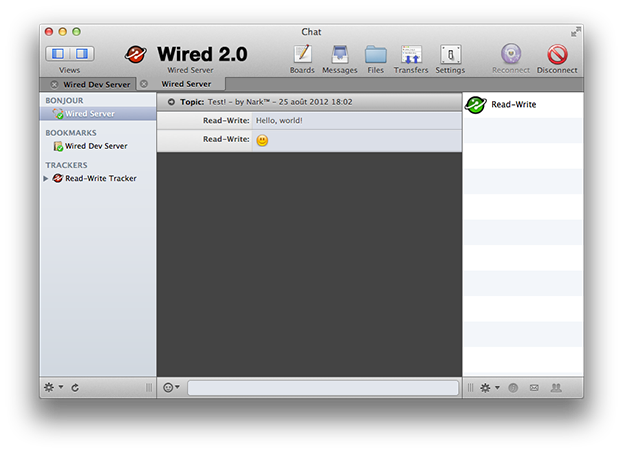 Chat
Wired 2.0
Views
Wired Server
Boards
Messages
Files
Transfers
Settings
Reconnect
Disconnect
Wired Dev Server
Wired Server
BONJOUR
Wired Server
BOOKMARKS
Wired Dev Server
TRACKERS
Read-Write Tracker
Topic: Test! – by Nark™ – 25 août 2012 18:02
Read-Write: Hello, world!
Read-Write:
Read-Write